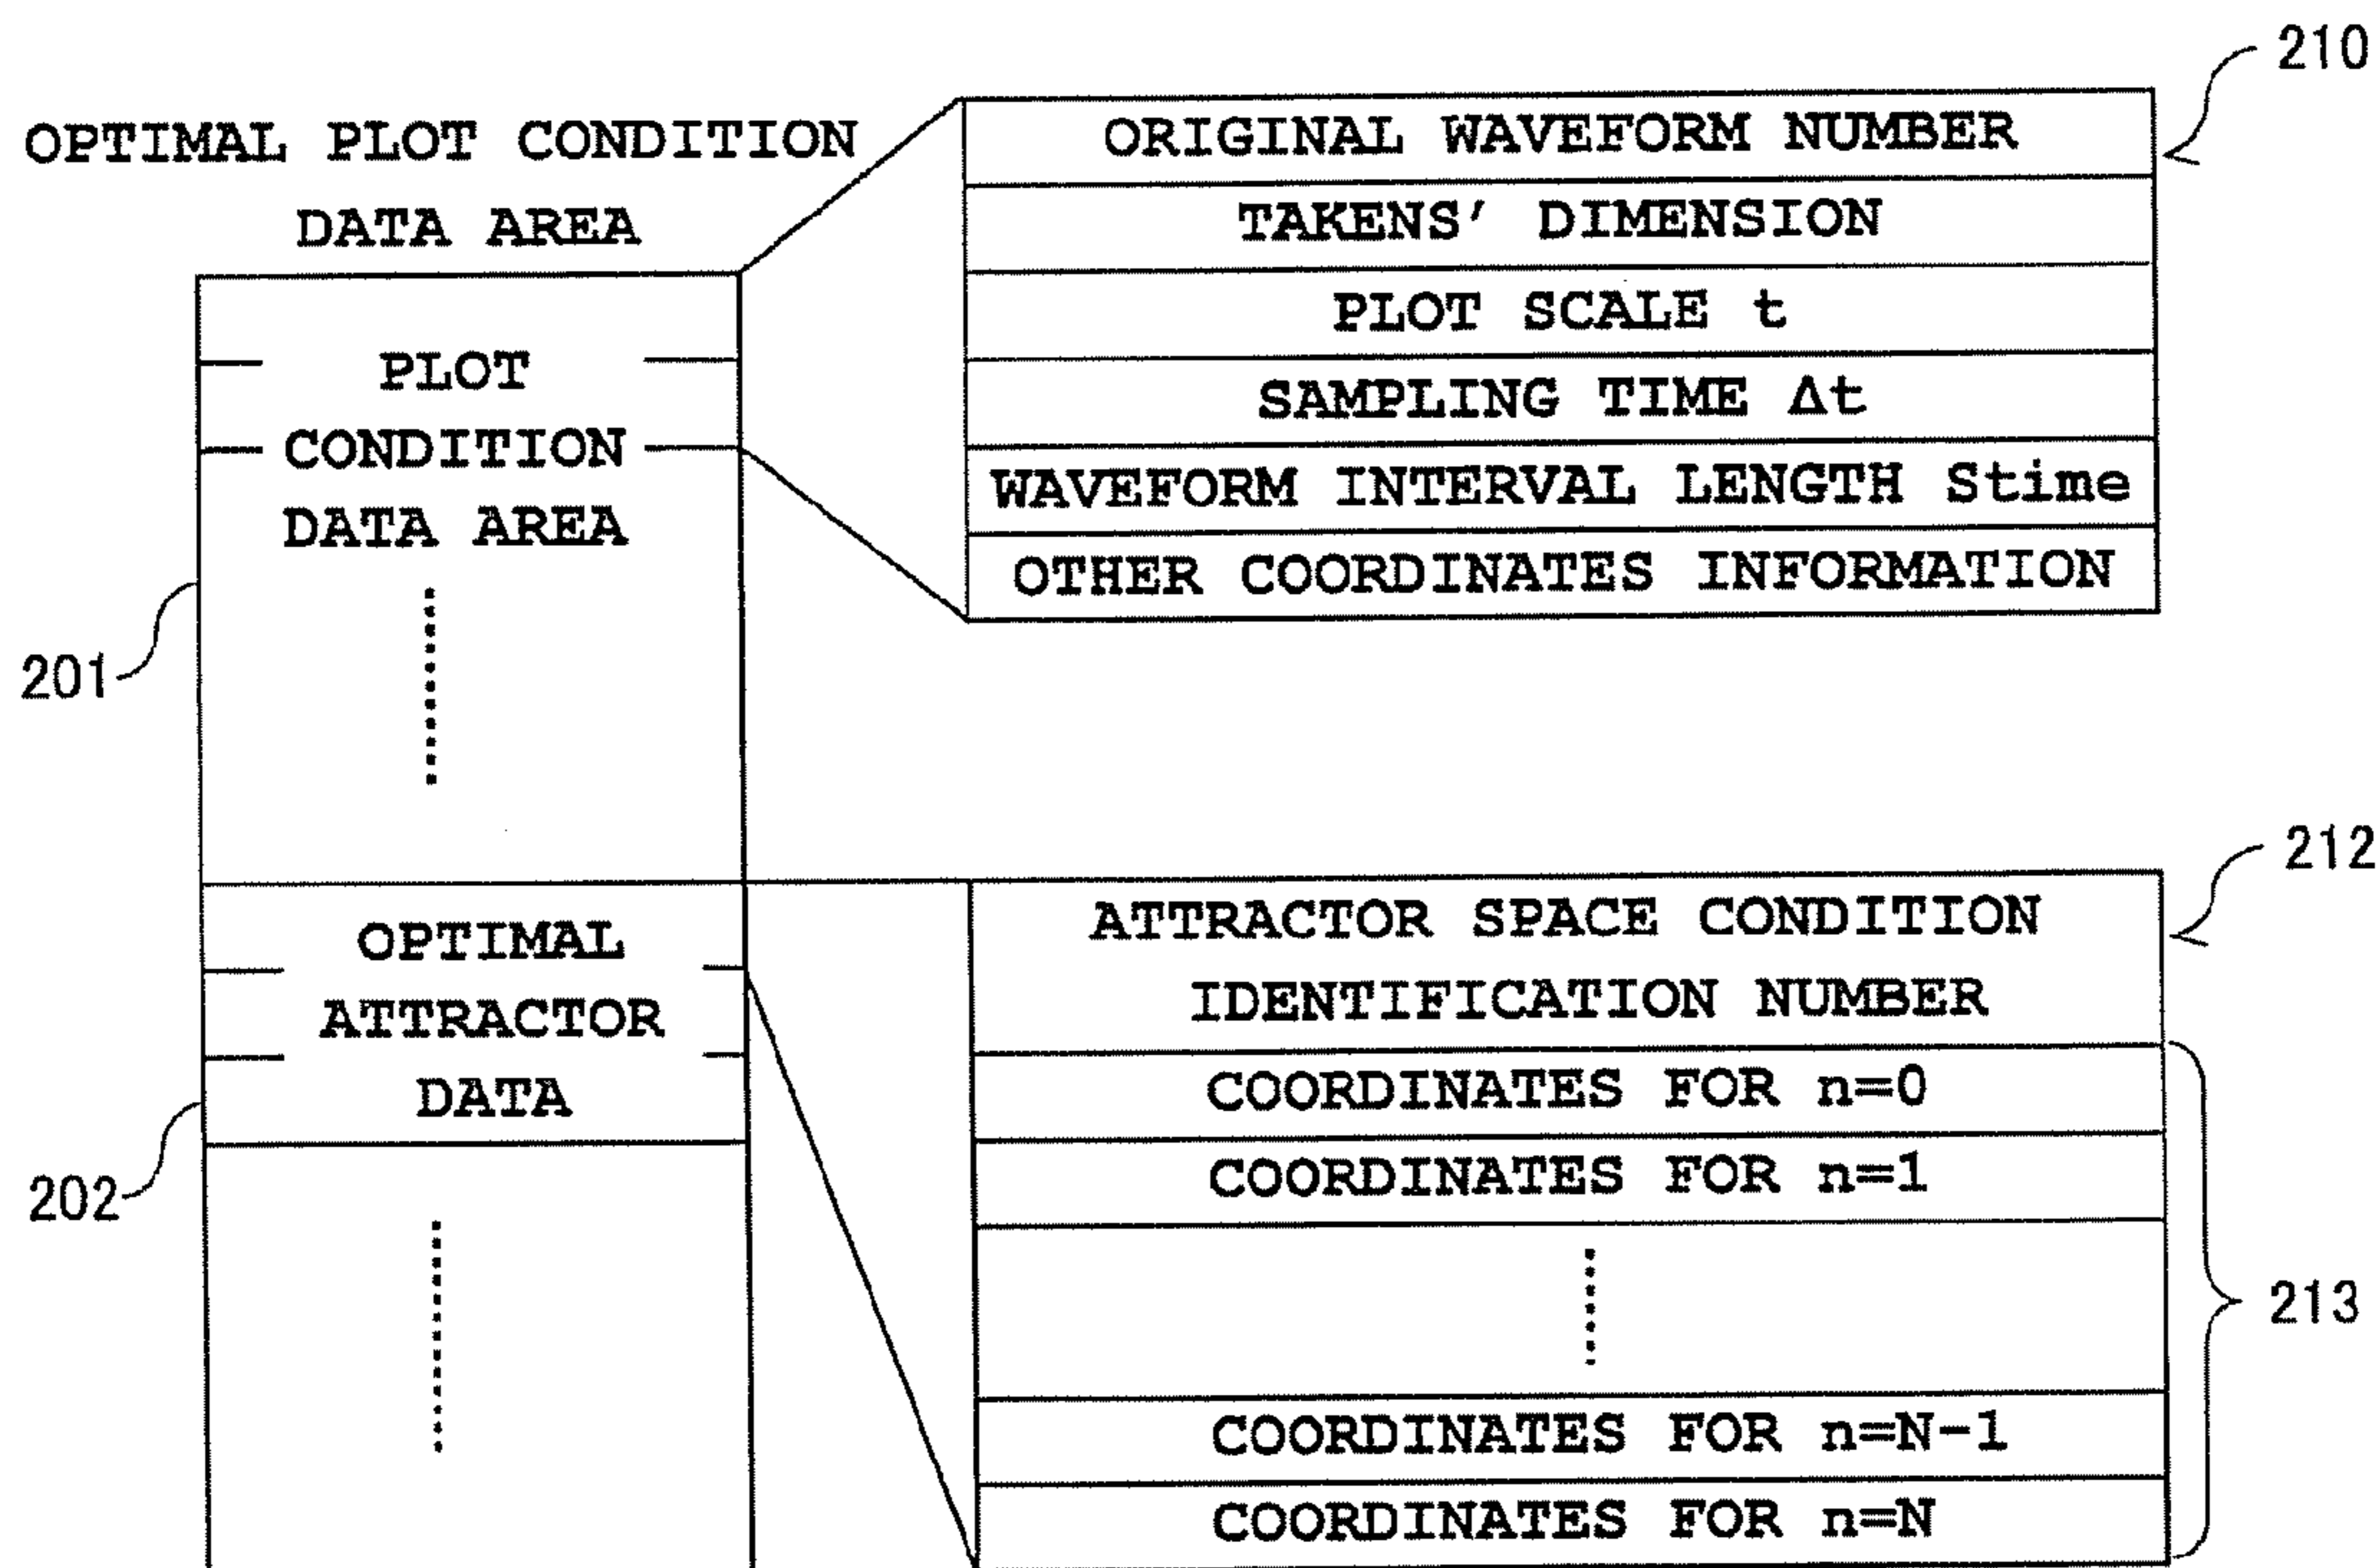 OPTIMAL PLOT CONDITION
DATA AREA
PLOT
CONDITION
DATA AREA
201
OPTIMAL
ATTRACTOR
DATA
202
210
ORIGINAL WAVEFORM NUMBER
TAKENS' DIMENSION
PLOT SCALE t
SAMPLING TIME Δt
WAVEFORM INTERVAL LENGTH Stime
OTHER COORDINATES INFORMATION
212
ATTRACTOR SPACE CONDITION
IDENTIFICATION NUMBER
COORDINATES FOR n=0
COORDINATES FOR n=1
COORDINATES FOR n=N-1
COORDINATES FOR n=N
213